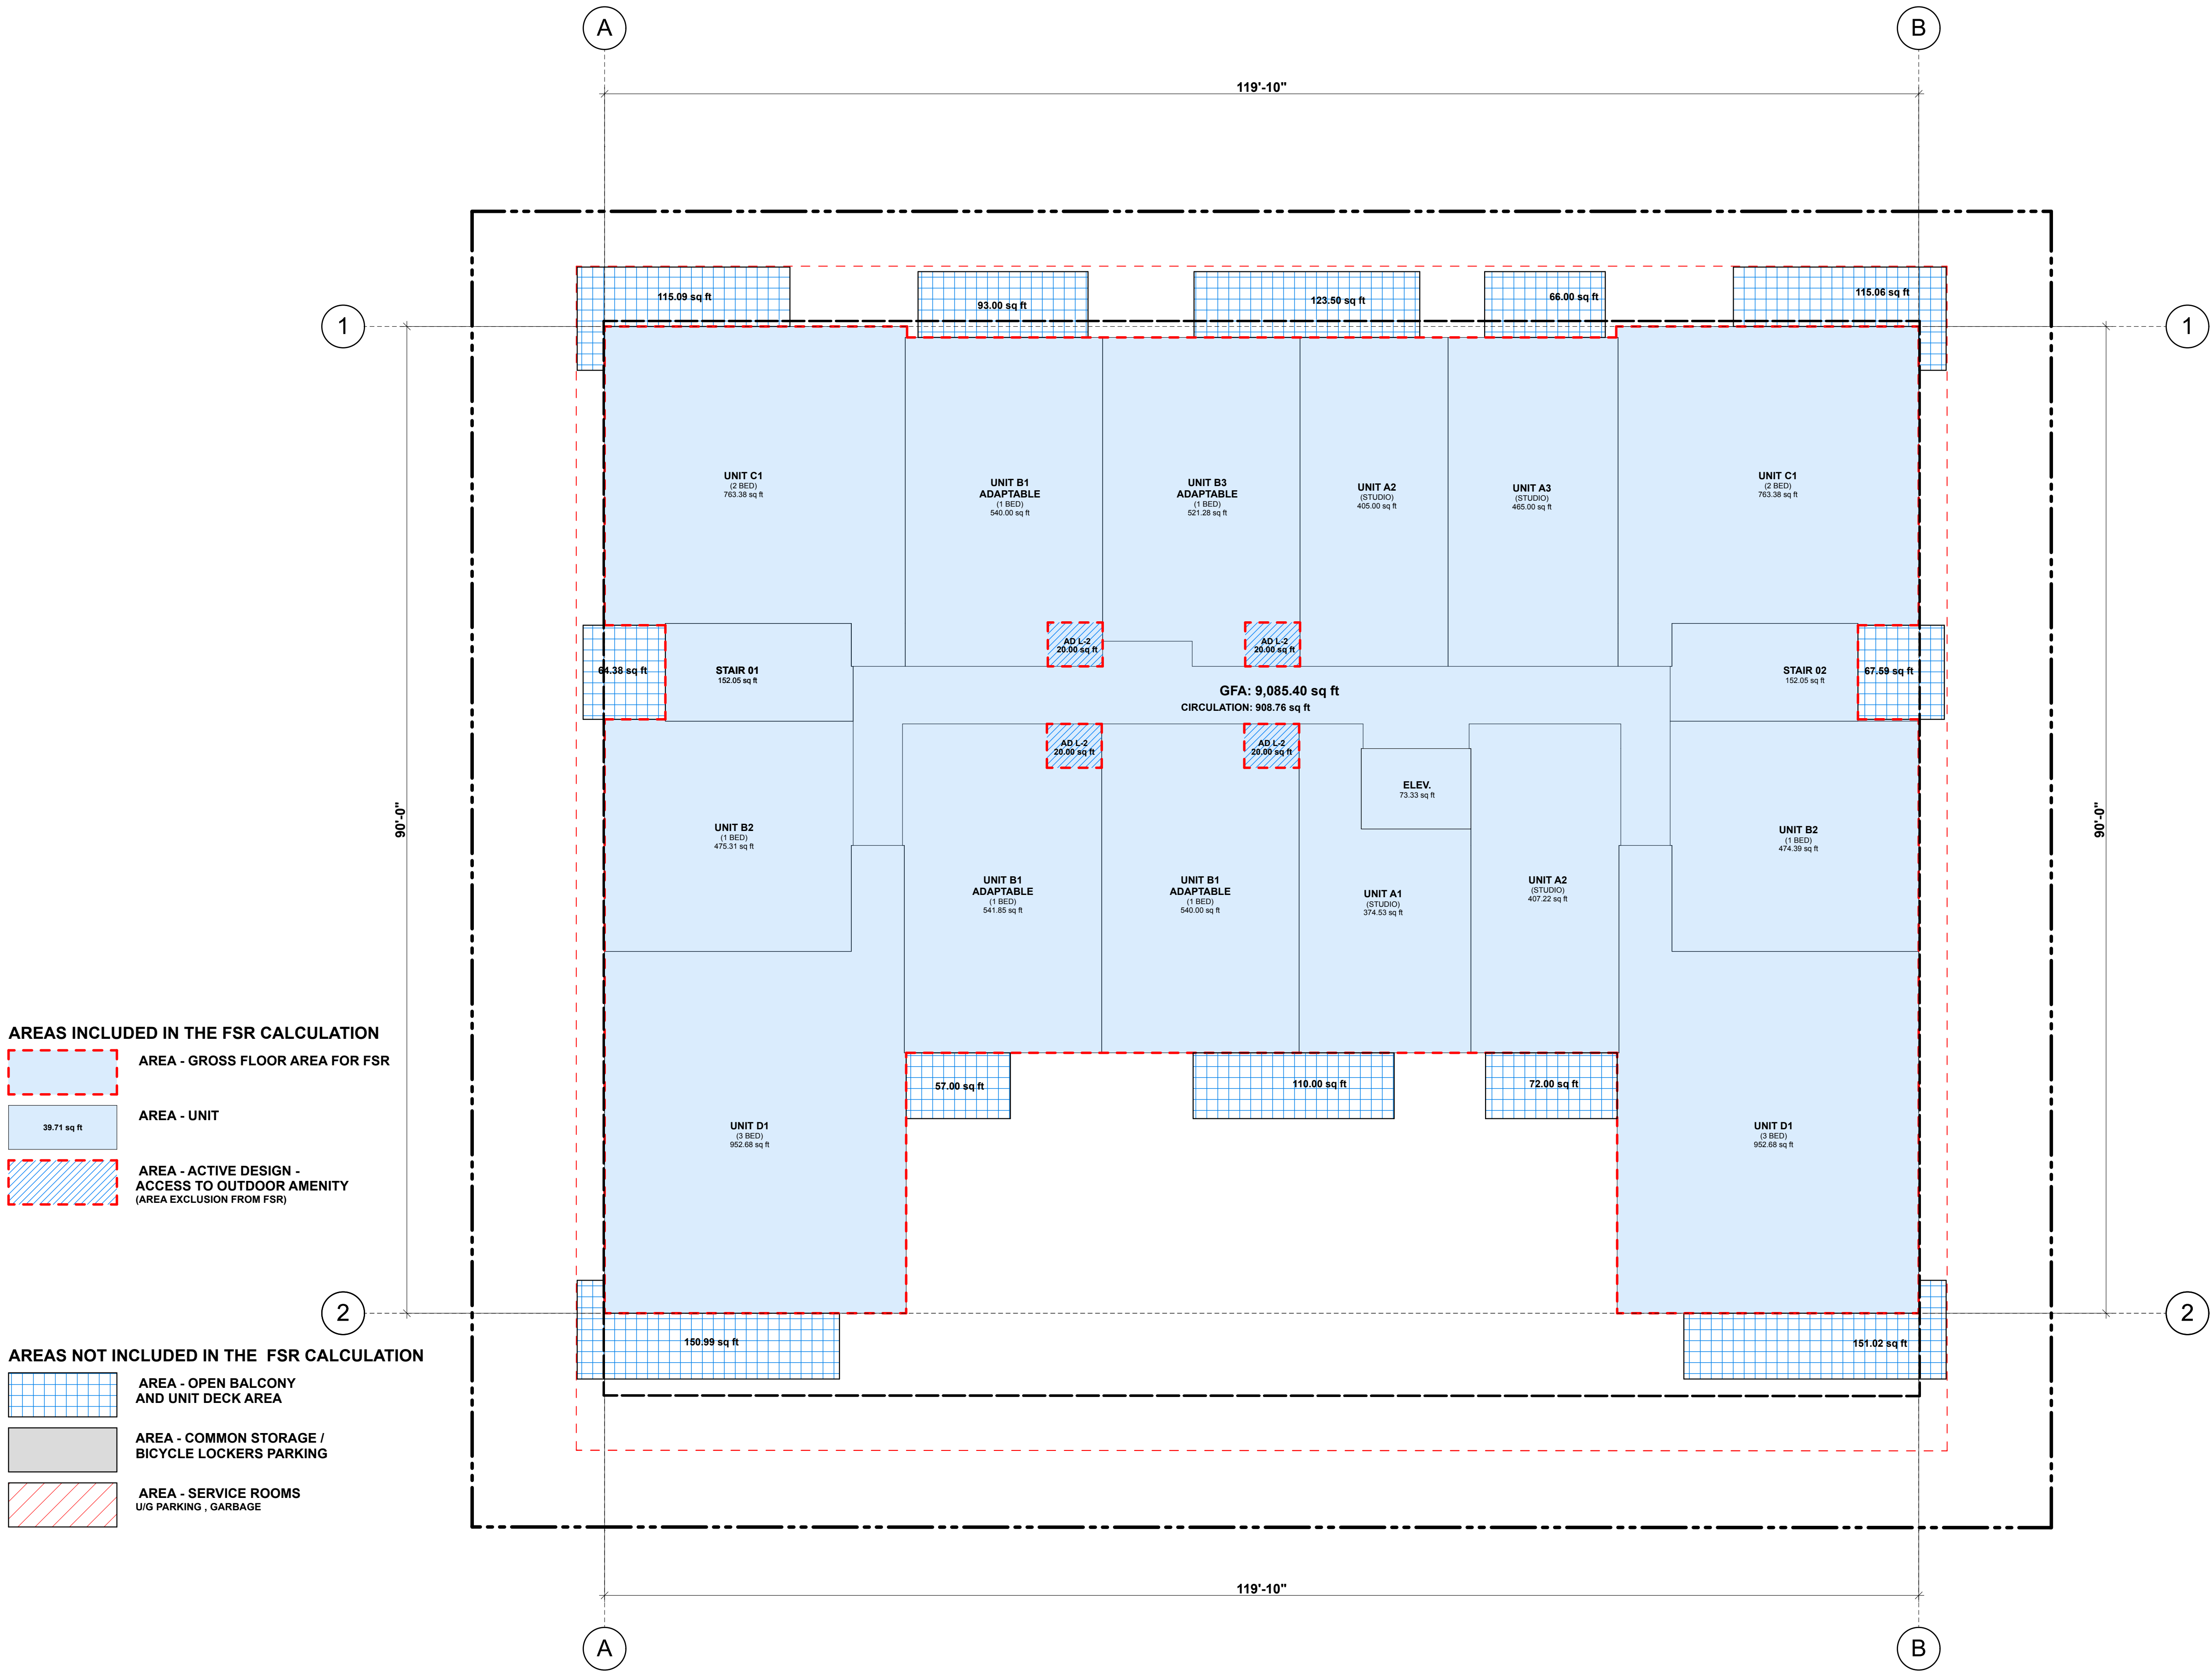 A
B
119'-10"
115.09 sq ft
93.00 sq ft
123.50 sq ft
66.00 sq ft
115.06 sq ft
1
1
UNIT C1
(2 BED)
763.38 sq ft
UNIT B1
ADAPTABLE
(1 BED)
540.00 sq ft
UNIT B3
ADAPTABLE
(1 BED)
521.28 sq ft
UNIT A2
(STUDIO)
405.00 sq ft
UNIT A3
(STUDIO)
465.00 sq ft
UNIT C1
(2 BED)
763.38 sq ft
AD L-2
20.00 sq ft
AD L-2
20.00 sq ft
64.38 sq ft
STAIR 01
152.05 sq ft
STAIR 02
152.05 sq ft
67.59 sq ft
GFA: 9,085.40 sq ft
CIRCULATION: 908.76 sq ft
AD L-2
20.00 sq ft
AD L-2
20.00 sq ft
ELEV.
73.33 sq ft
90'-0"
90'-0"
UNIT B2
(1 BED)
475.31 sq ft
UNIT B2
(1 BED)
474.39 sq ft
UNIT B1
ADAPTABLE
(1 BED)
541.85 sq ft
UNIT B1
ADAPTABLE
(1 BED)
540.00 sq ft
UNIT A1
(STUDIO)
374.53 sq ft
UNIT A2
(STUDIO)
407.22 sq ft
57.00 sq ft
110.00 sq ft
72.00 sq ft
UNIT D1
(3 BED)
952.68 sq ft
UNIT D1
(3 BED)
952.68 sq ft
2
2
150.99 sq ft
151.02 sq ft
119'-10"
A
B
AREAS INCLUDED IN THE FSR CALCULATION
AREA - GROSS FLOOR AREA FOR FSR
39.71 sq ft
AREA - UNIT
AREA - ACTIVE DESIGN -
ACCESS TO OUTDOOR AMENITY
(AREA EXCLUSION FROM FSR)
AREAS NOT INCLUDED IN THE FSR CALCULATION
AREA - OPEN BALCONY
AND UNIT DECK AREA
AREA - COMMON STORAGE /
BICYCLE LOCKERS PARKING
AREA - SERVICE ROOMS
U/G PARKING , GARBAGE